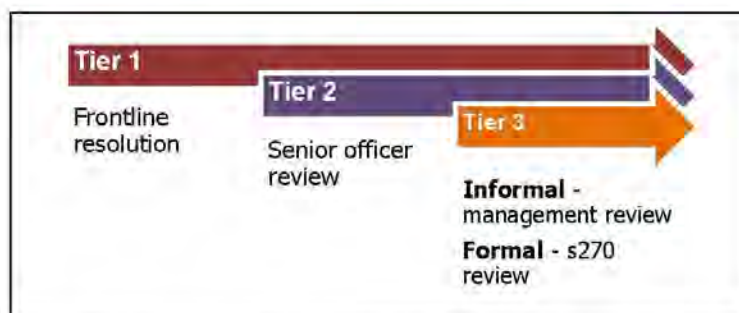 Tier 1
Frontline
resolution
Tier 2
Senior officer
review
Tier 3
Informal -
management review
Formal - s270
review